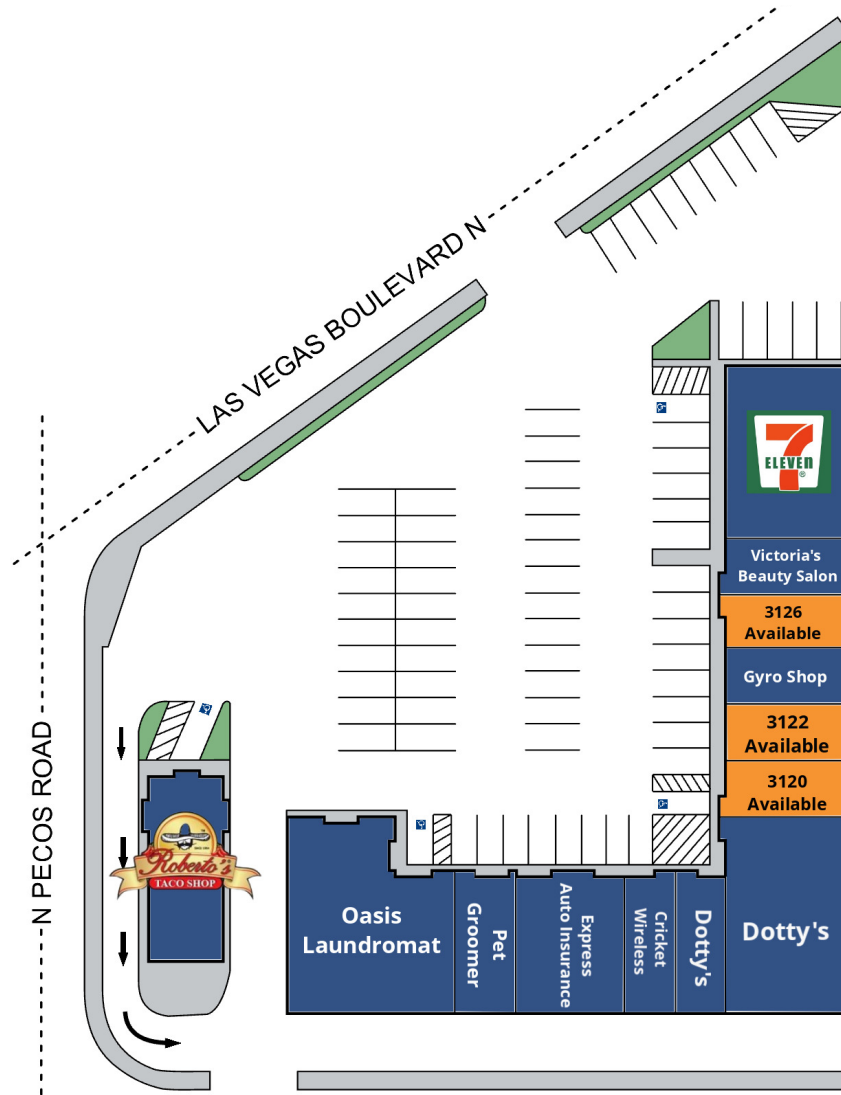 LAS VEGAS BOULEVARD N
N PECOS ROAD
7
ELEVEN
®
Victoria's
Beauty Salon
3126
Available
Gyro Shop
3122
Available
3120
Available
Dotty's
Roberto's
TACO SHOP
Oasis
Laundromat
Pet
Groomer
Express
Auto Insurance
Cricket
Wireless
Dotty's